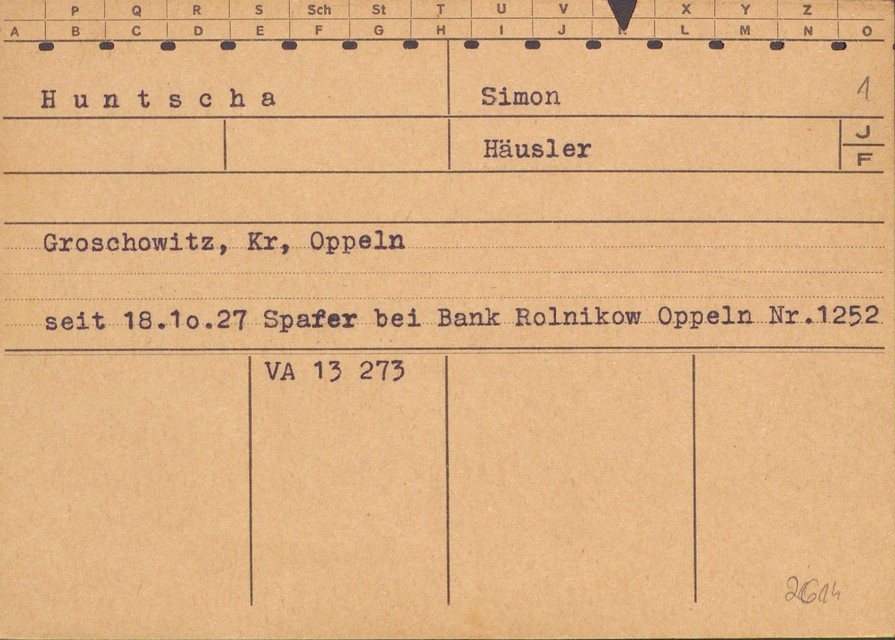 P Q R S Sch St T U V X Y Z
A B C D E F G H I J L M N O
Huntscha Simon 1
Häusler J
F
Groschowitz, Kr, Oppeln
seit 18.1o.27 Spafer bei Bank Rolnikow Oppeln Nr.1252
VA 13 273